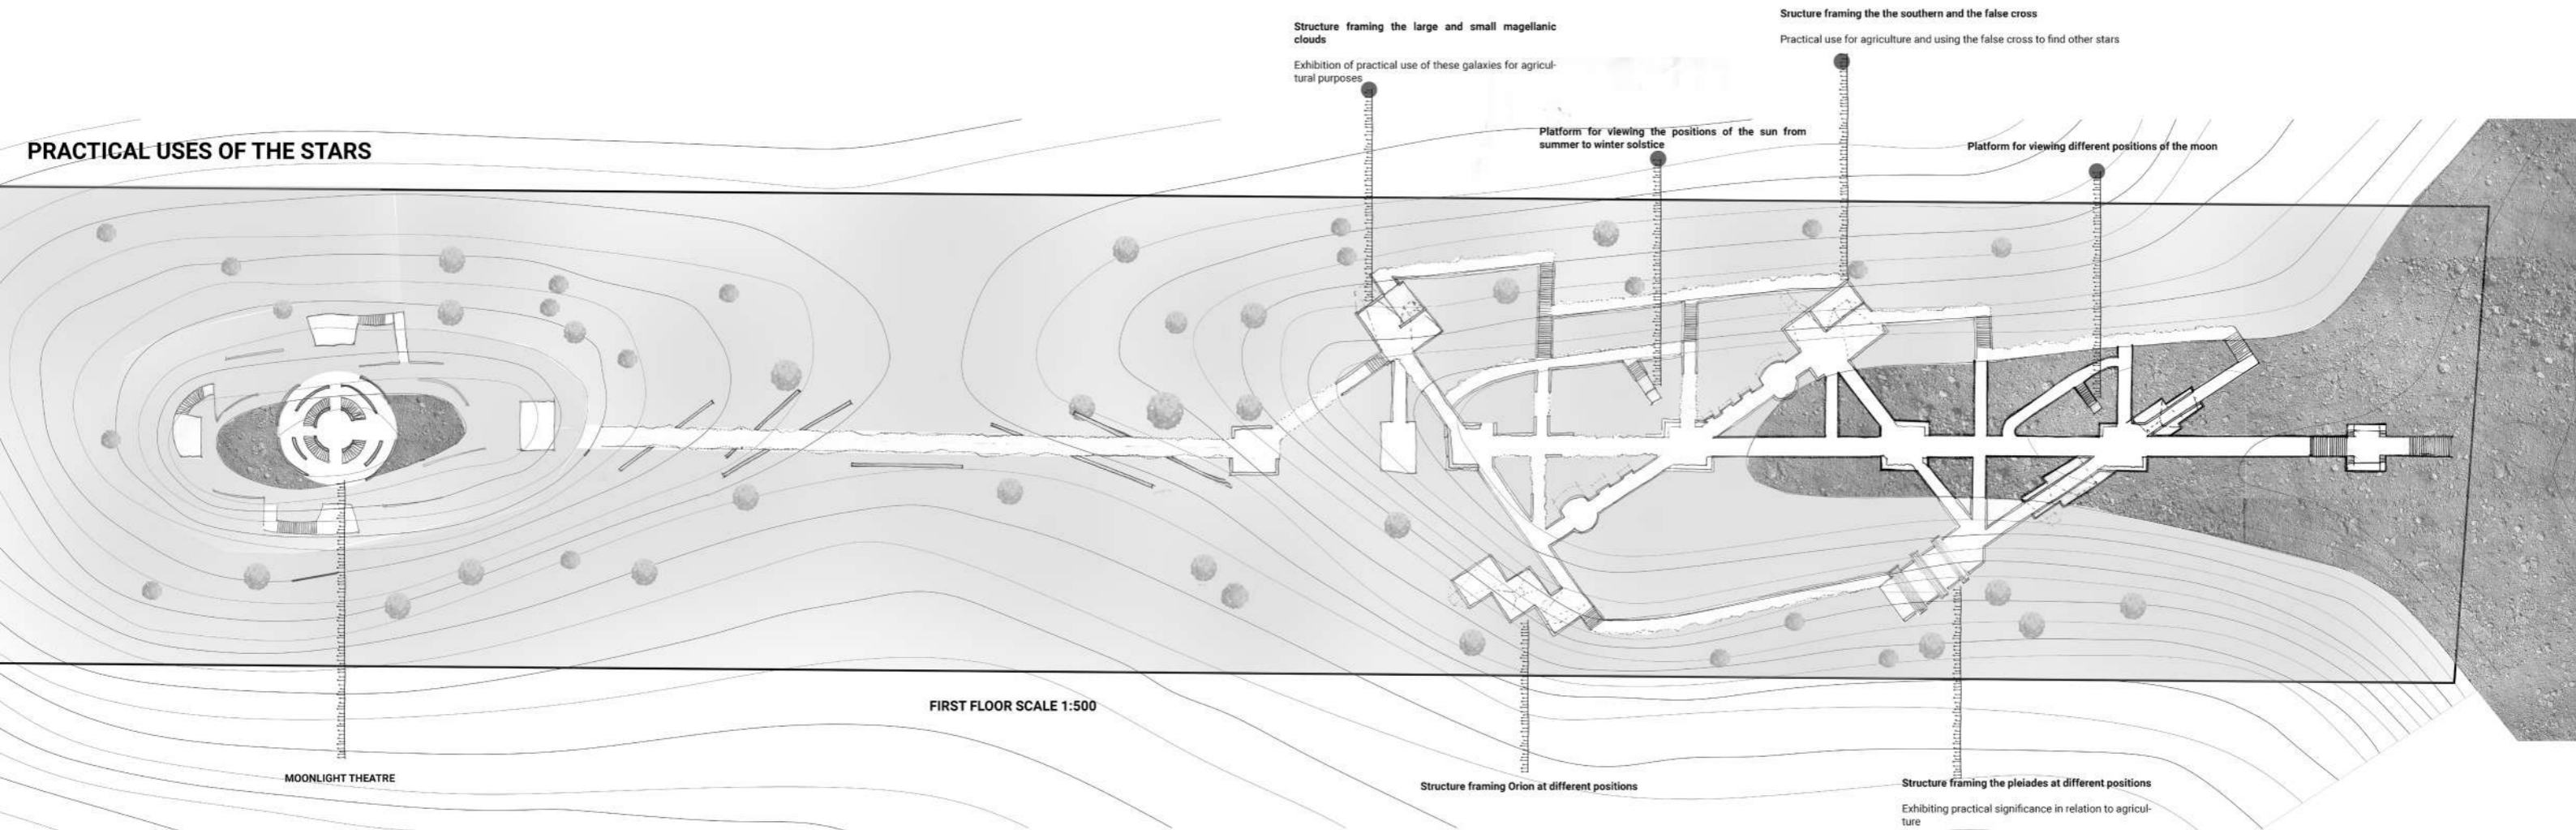 Sructure framing the the southern and the false cross
Practical use for agriculture and using the false cross to find other stars
Structure framing the large and small magellanic
clouds
Exhibition of practical use of these galaxies for agricul-
tural purposes
Platform for viewing the positions of the sun from
summer to winter solstice
Platform for viewing different positions of the moon
PRACTICAL USES OF THE STARS
FIRST FLOOR SCALE 1:500
MOONLIGHT THEATRE
Structure framing Orion at different positions
Structure framing the pleiades at different positions
Exhibiting practical significance in relation to agricul-
ture